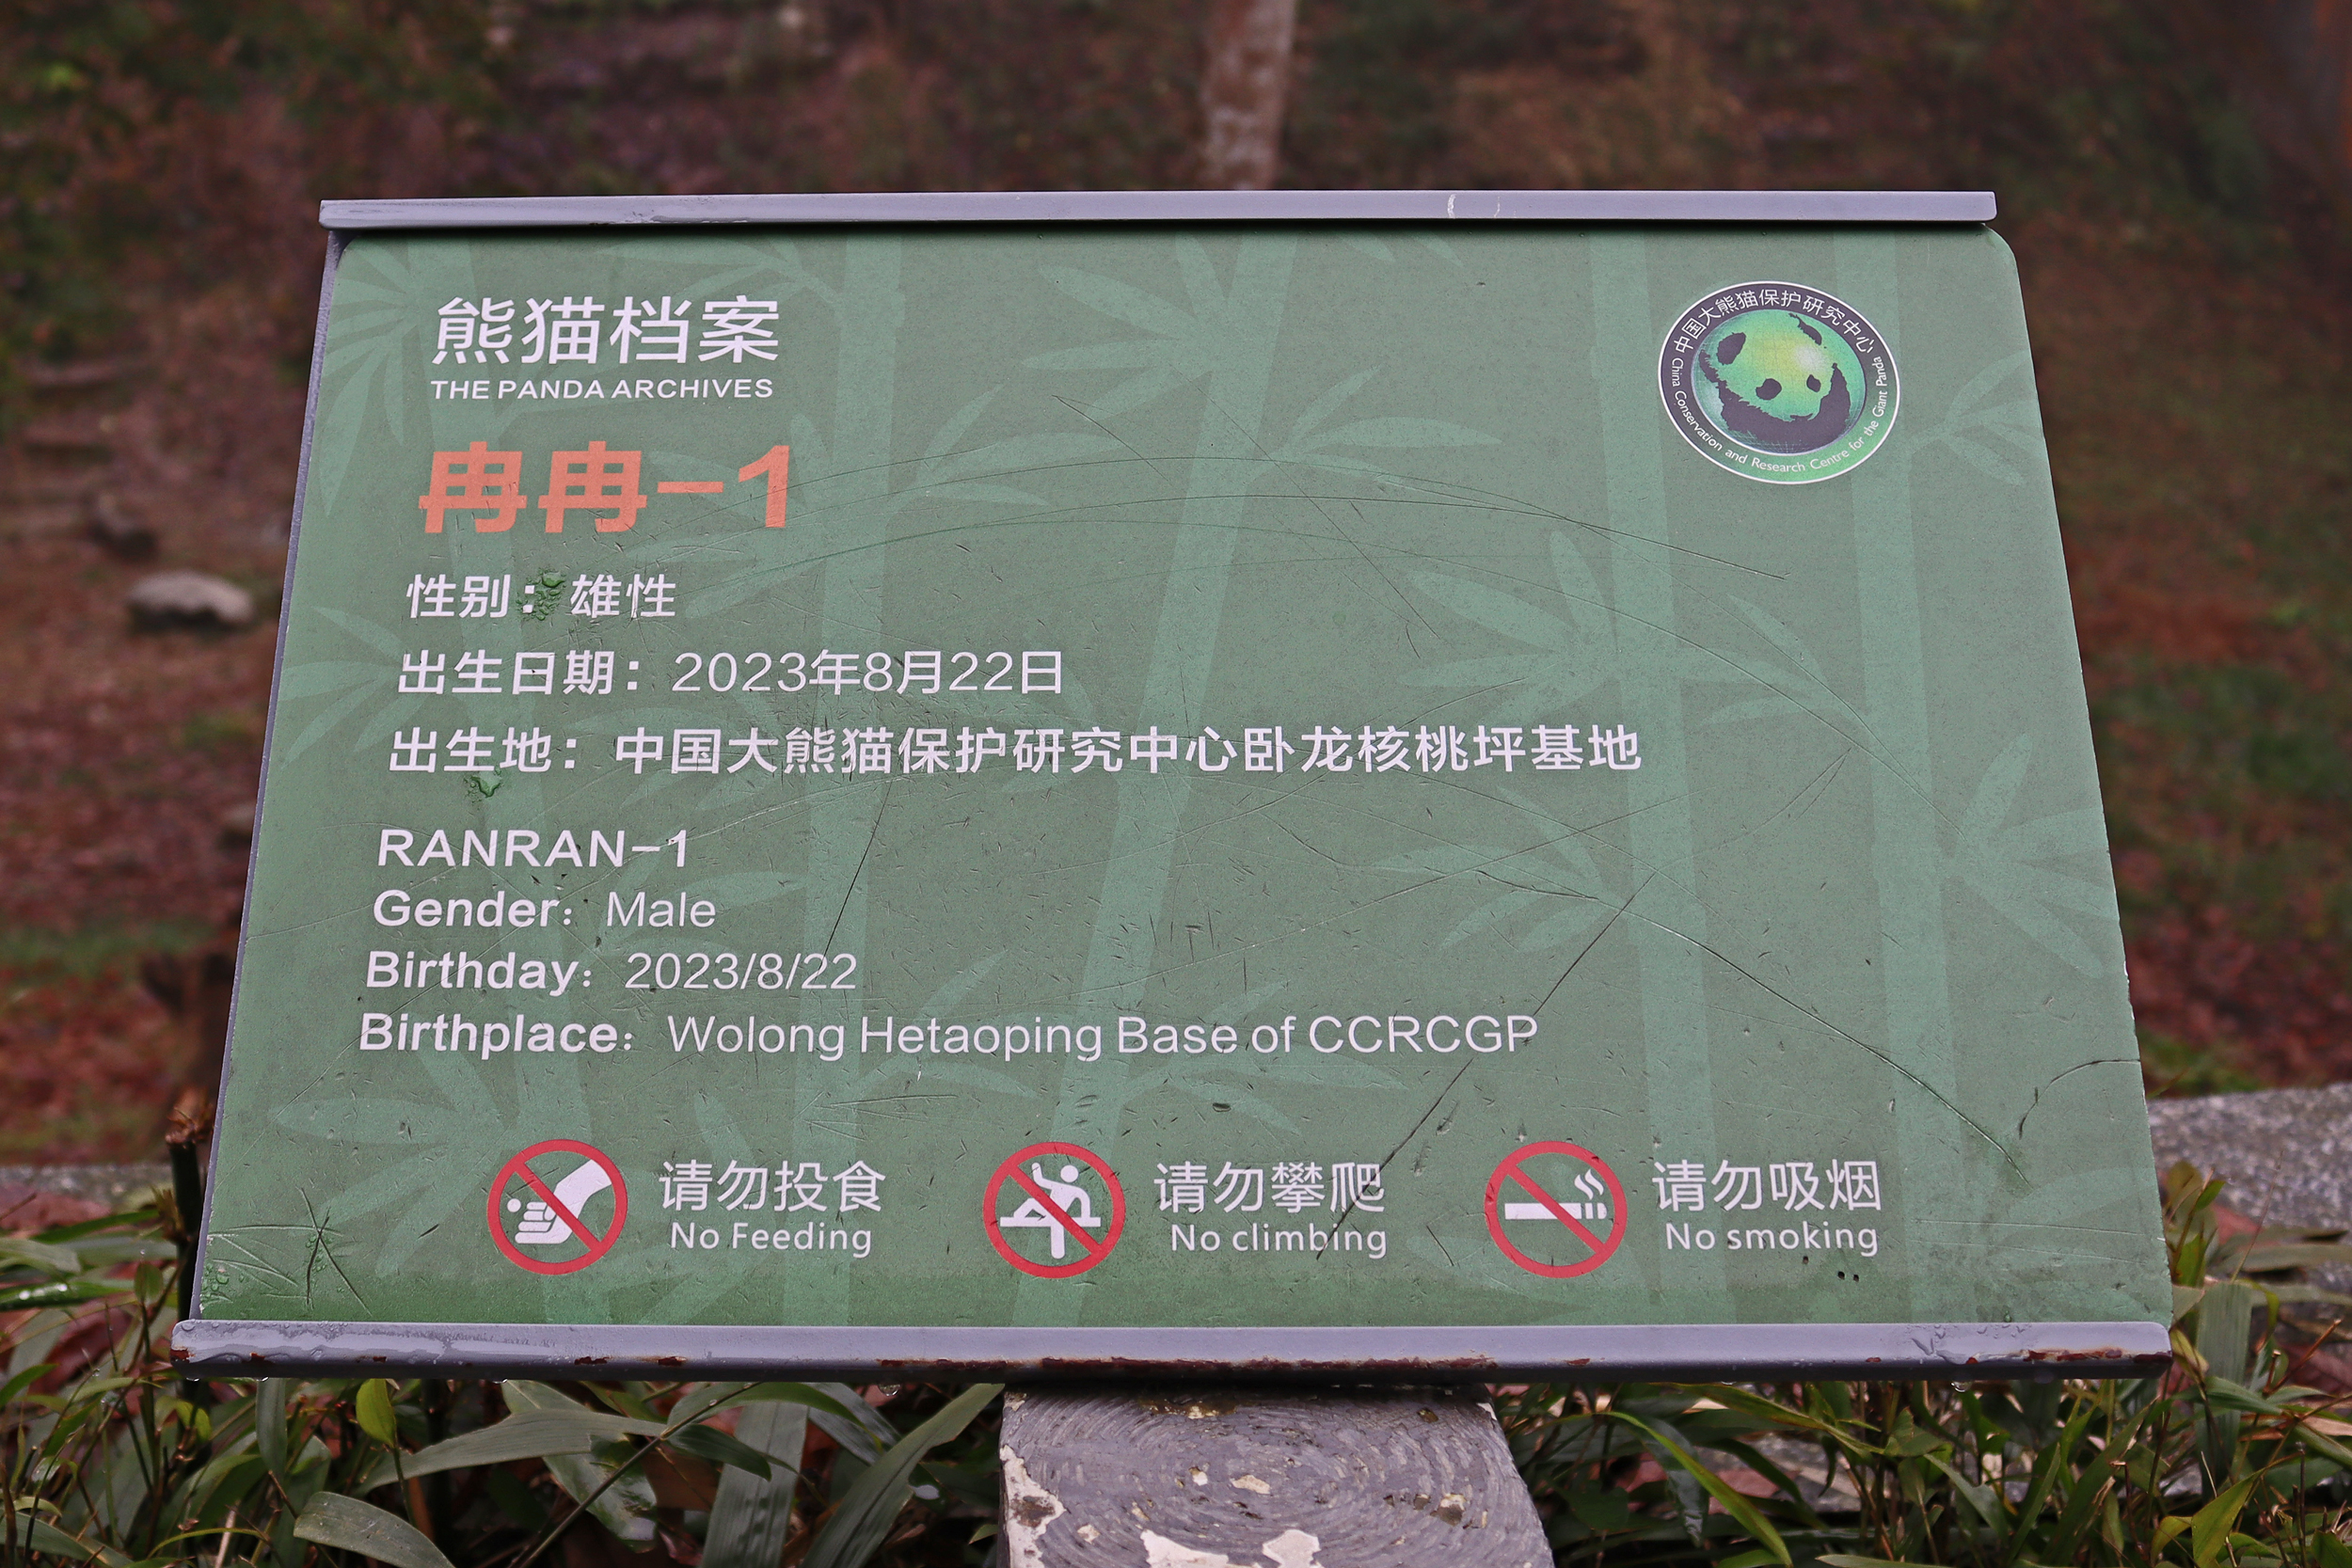 熊猫档案
THE PANDA ARCHIVES
中国大熊猫保护研究中心
China Conservation and Research Centre for the Giant Panda
冉冉-1
性别：雄性
出生日期：2023年8月22日
出生地：中国大熊猫保护研究中心卧龙核桃坪基地
RANRAN-1
Gender：Male
Birthday：2023/8/22
Birthplace：Wolong Hetaoping Base of CCRCGP
请勿投食
No Feeding
请勿攀爬
No climbing
请勿吸烟
No smoking